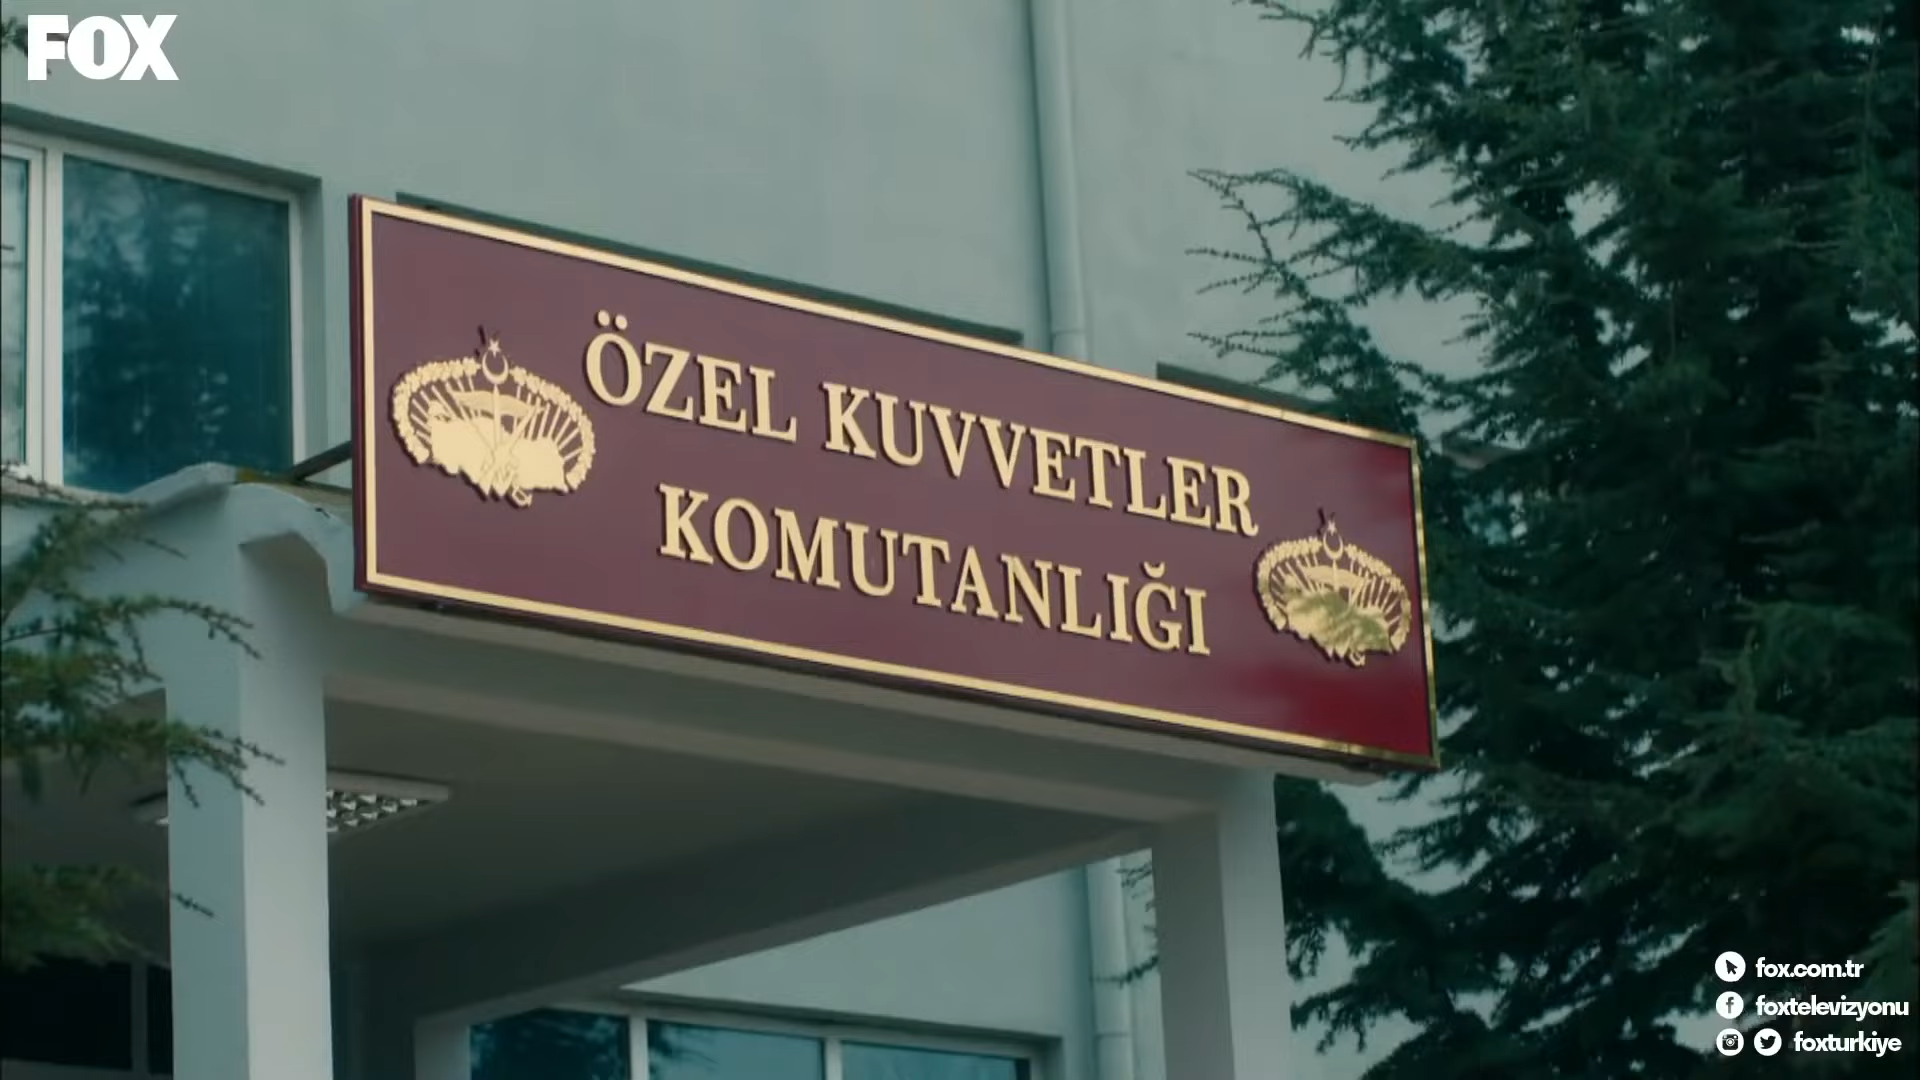 FOX
ÖZEL KUVVETLER
KOMUTANLIĞI
fox.com.tr
foxtelevizyonu
foxturkiye